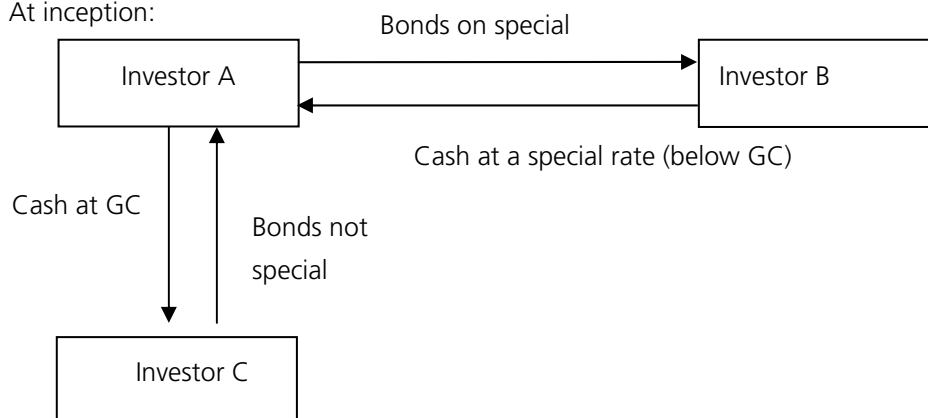 At inception:
Bonds on special
Investor A
Investor B
Cash at a special rate (below GC)
Cash at GC
Bonds not
special
Investor C